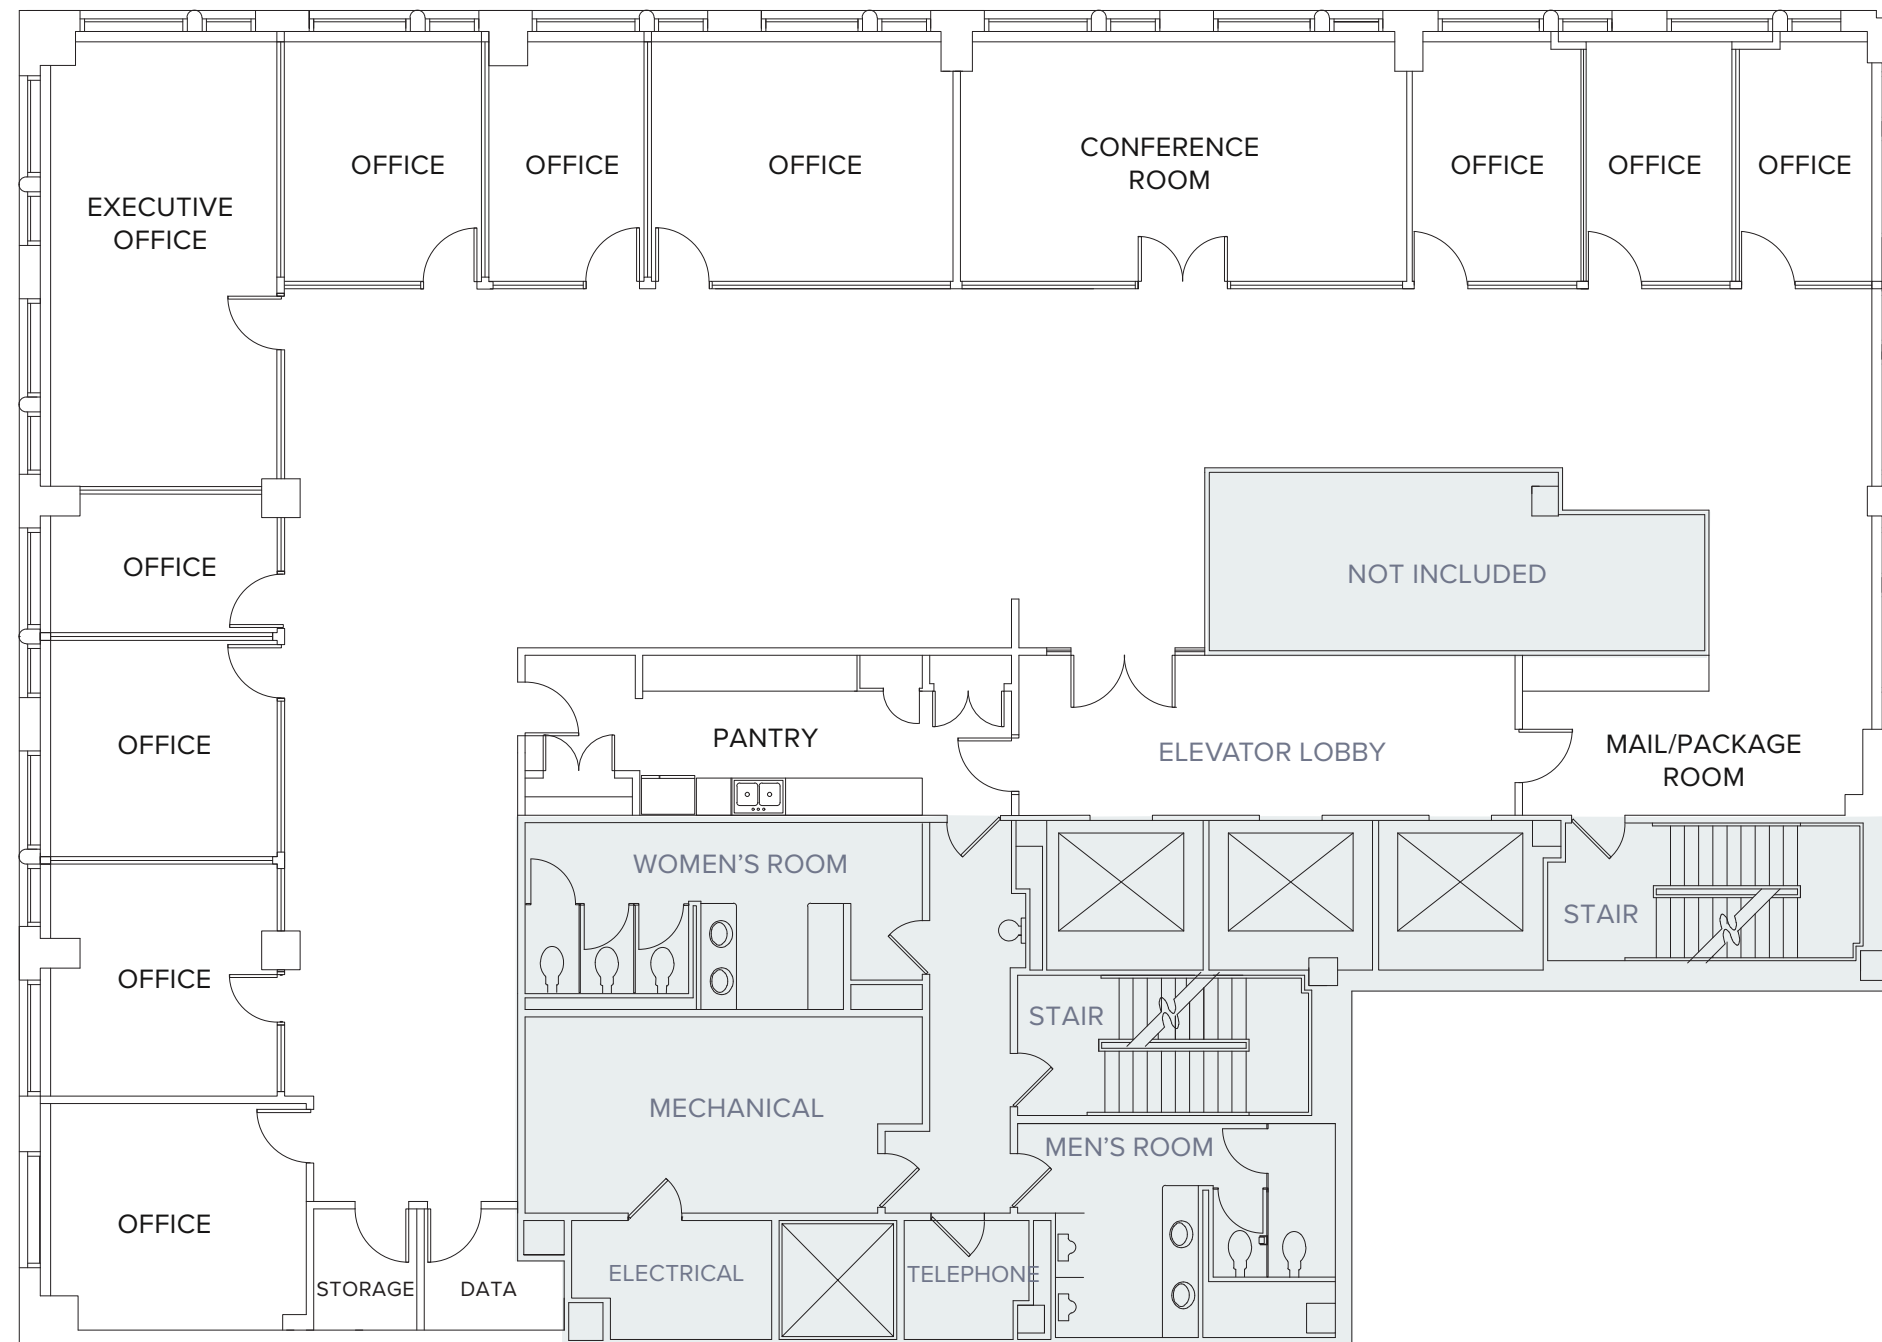 OFFICE
OFFICE
OFFICE
CONFERENCE
ROOM
OFFICE
OFFICE
OFFICE
EXECUTIVE
OFFICE
OFFICE
NOT INCLUDED
OFFICE
PANTRY
ELEVATOR LOBBY
MAIL/PACKAGE
ROOM
WOMEN'S ROOM
STAIR
OFFICE
STAIR
MECHANICAL
MEN'S ROOM
OFFICE
STORAGE
DATA
ELECTRICAL
TELEPHONE